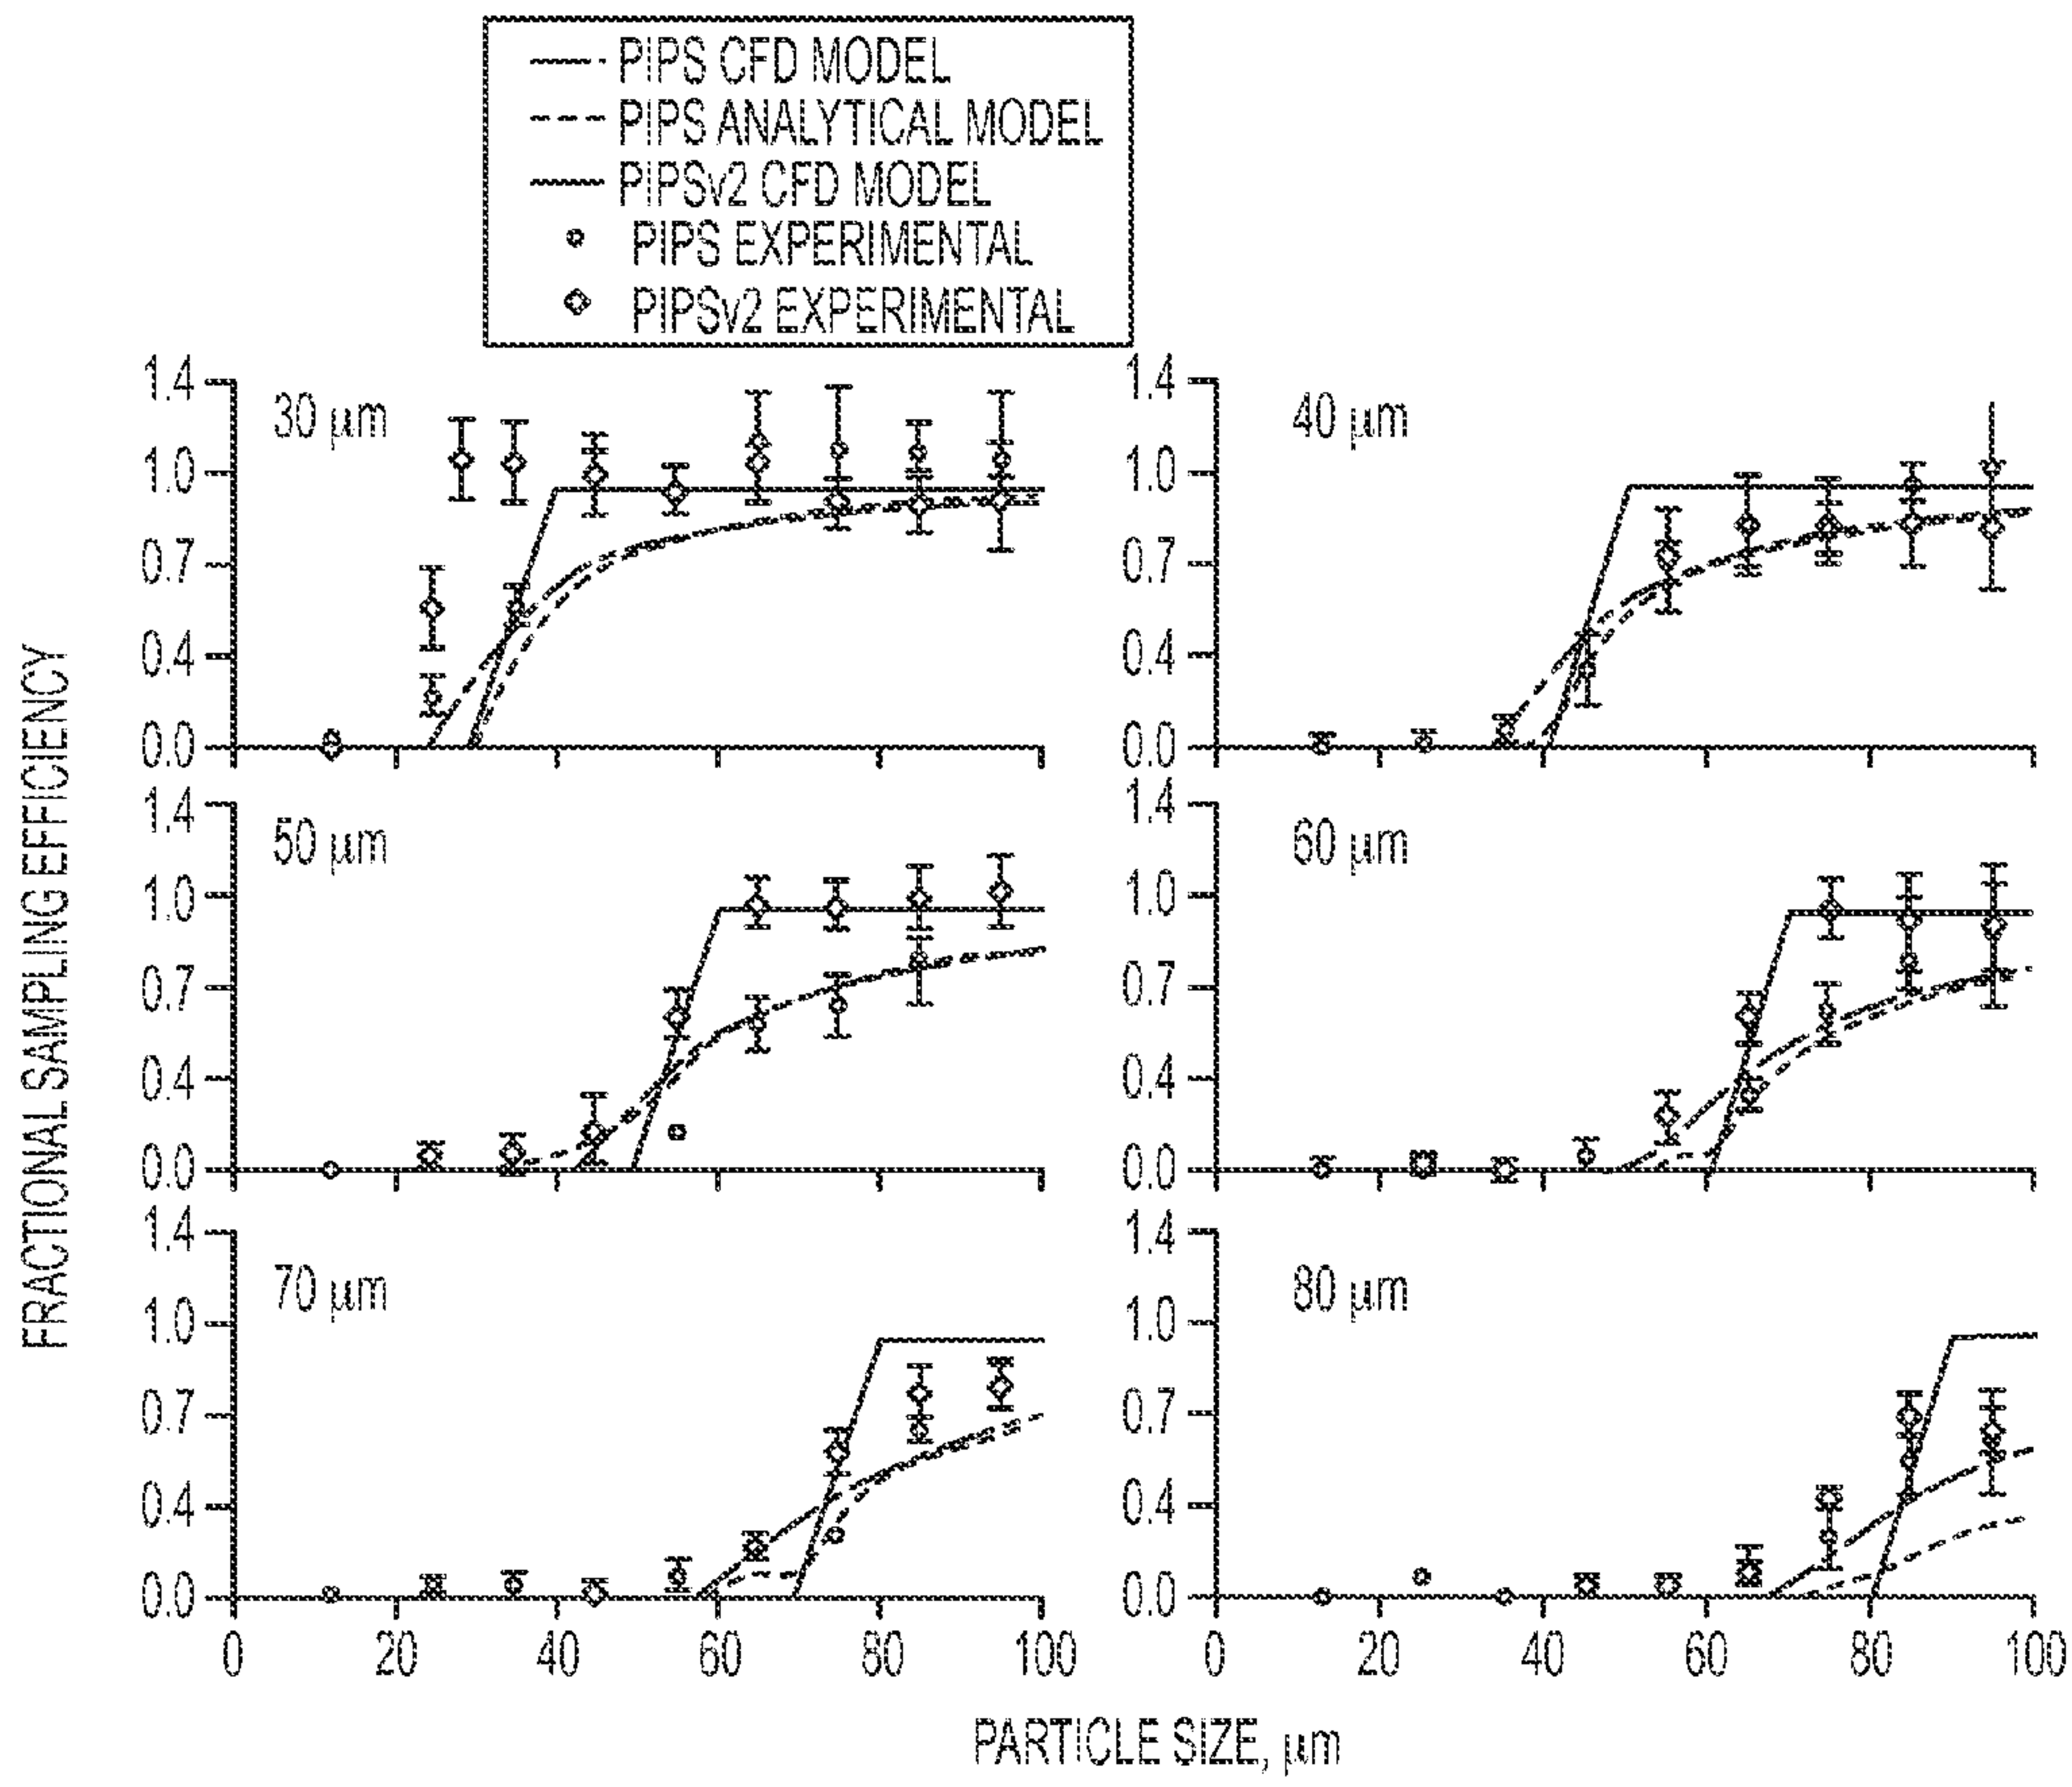 PIPS CFD MODEL
PIPS ANALYTICAL MODEL
PIPSv2 CFD MODEL
PIPS EXPERIMENTAL
PIPSv2 EXPERIMENTAL
FRACTIONAL SAMPLING EFFICIENCY
30 µm
1.4
1.0
0.7
0.4
0.0
40 µm
1.4
1.0
0.7
0.4
0.0
50 µm
1.4
1.0
0.7
0.4
0.0
60 µm
1.4
1.0
0.7
0.4
0.0
70 µm
1.4
1.0
0.7
0.4
0.0
0 20 40 60 80 100
80 µm
1.4
1.0
0.7
0.4
0.0
0 20 40 60 80 100
PARTICLE SIZE, µm